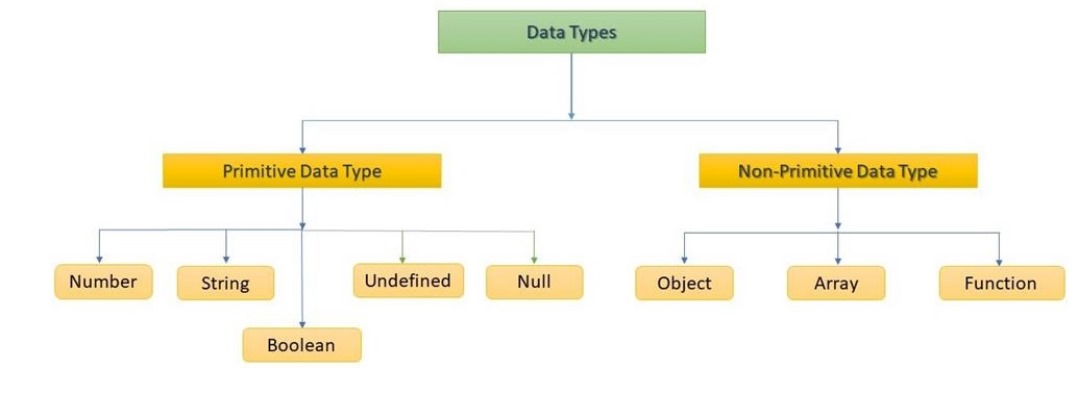 Data Types
Primitive Data Type
Non-Primitive Data Type
Number
String
Undefined
Null
Object
Array
Function
Boolean